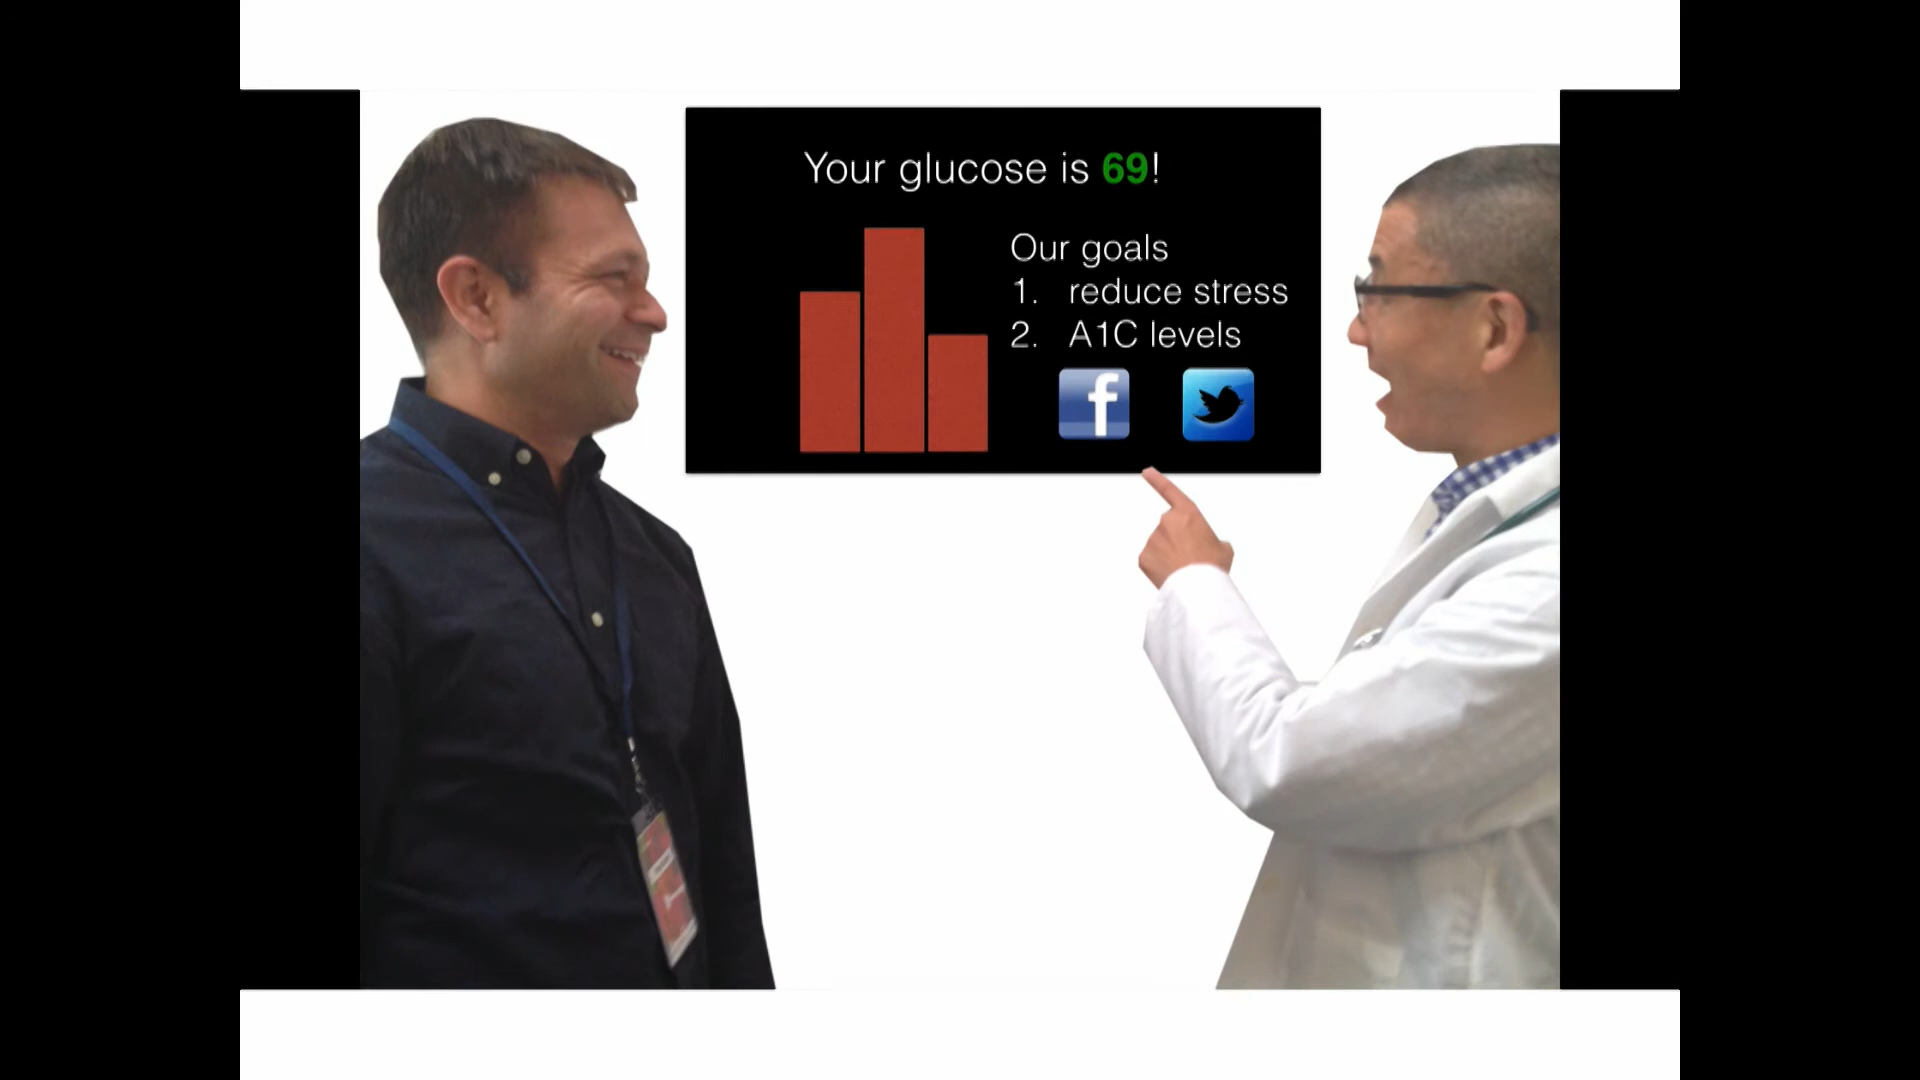 Your glucose is 69!
Our goals
1. reduce stress
2. A1C levels
f